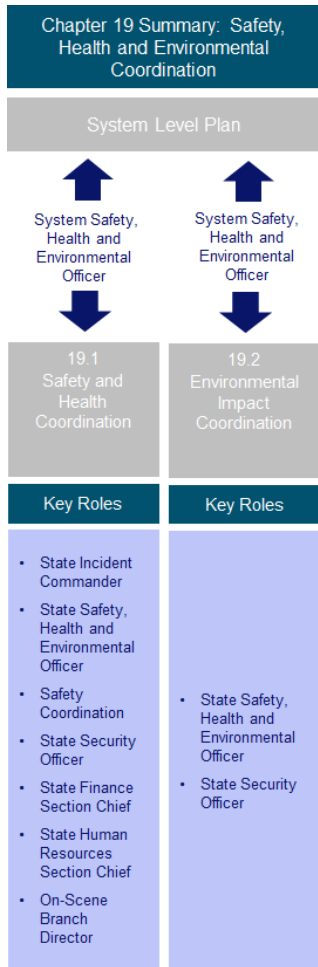 Chapter 19 Summary:  Safety,
Health and Environmental
Coordination
System Level Plan
System Safety,
Health and
Environmental
Officer
System Safety,
Health and
Environmental
Officer
19.1
Safety and
Health
Coordination
19.2
Environmental
Impact
Coordination
Key Roles
Key Roles
• State Incident
Commander
• State Safety,
Health and
Environmental
Officer
• Safety
Coordination
• State Security
Officer
• State Finance
Section Chief
• State Human
Resources
Section Chief
• On-Scene
Branch
Director
• State Safety,
Health and
Environmental
Officer
• State Security
Officer